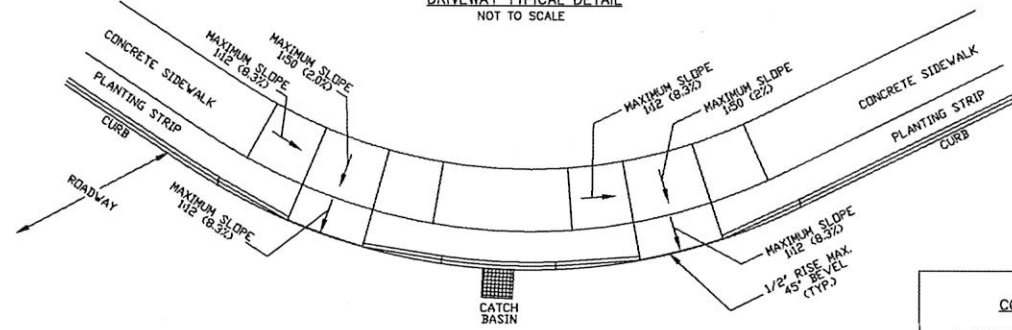 DRIVEWAY TYPICAL DETAIL
NOT TO SCALE
CONCRETE SIDEWALK
PLANTING STRIP
CURB
ROADWAY
MAXIMUM SLOPE
1:12 (8.3%)
MAXIMUM SLOPE
1:50 (2.0%)
MAXIMUM SLOPE
1:12 (8.3%)
MAXIMUM SLOPE
1:12 (8.3%)
MAXIMUM SLOPE
1:50 (2%)
CONCRETE SIDEWALK
PLANTING STRIP
CURB
MAXIMUM SLOPE
1:12 (8.3%)
1/2" RISE MAX.
45° BEVEL
(TYP.)
CATCH
BASIN